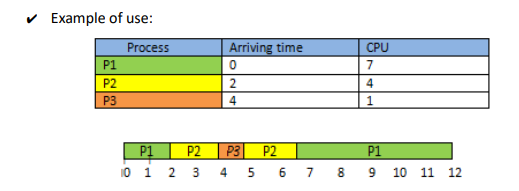 ✔ Example of use:
Process Arriving time CPU
P1 0 7
P2 2 4
P3 4 1
P1 P2 P3 P2 P1
0 1 2 3 4 5 6 7 8 9 10 11 12